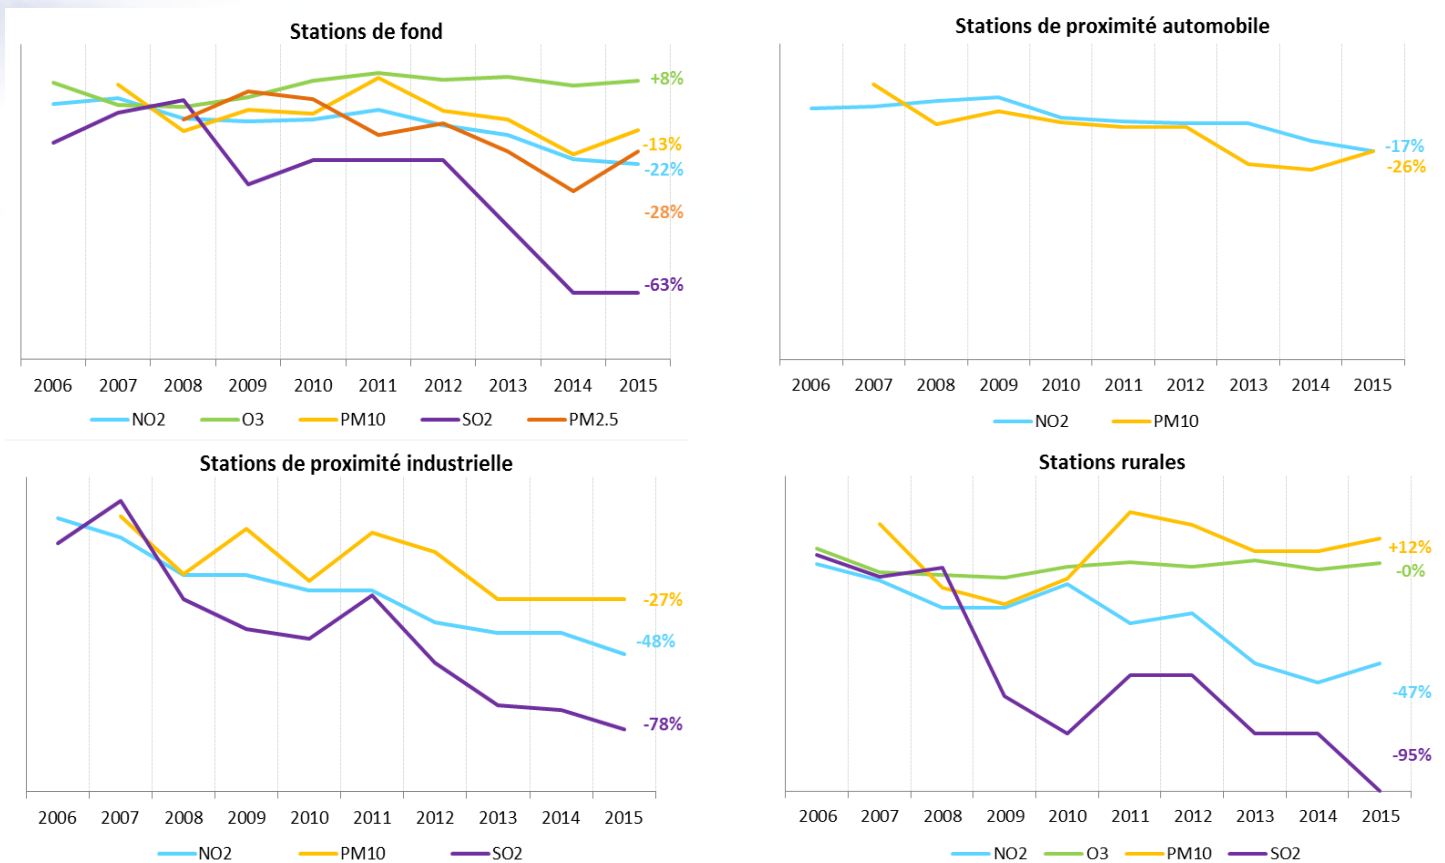 Stations de fond
+8%
-13%
-22%
-28%
-63%
2006 2007 2008 2009 2010 2011 2012 2013 2014 2015
NO2 O3 PM10 SO2 PM2.5
Stations de proximité automobile
-17%
-26%
2006 2007 2008 2009 2010 2011 2012 2013 2014 2015
NO2 PM10
Stations de proximité industrielle
-27%
-48%
-78%
2006 2007 2008 2009 2010 2011 2012 2013 2014 2015
NO2 PM10 SO2
Stations rurales
+12%
-0%
-47%
-95%
2006 2007 2008 2009 2010 2011 2012 2013 2014 2015
NO2 O3 PM10 SO2